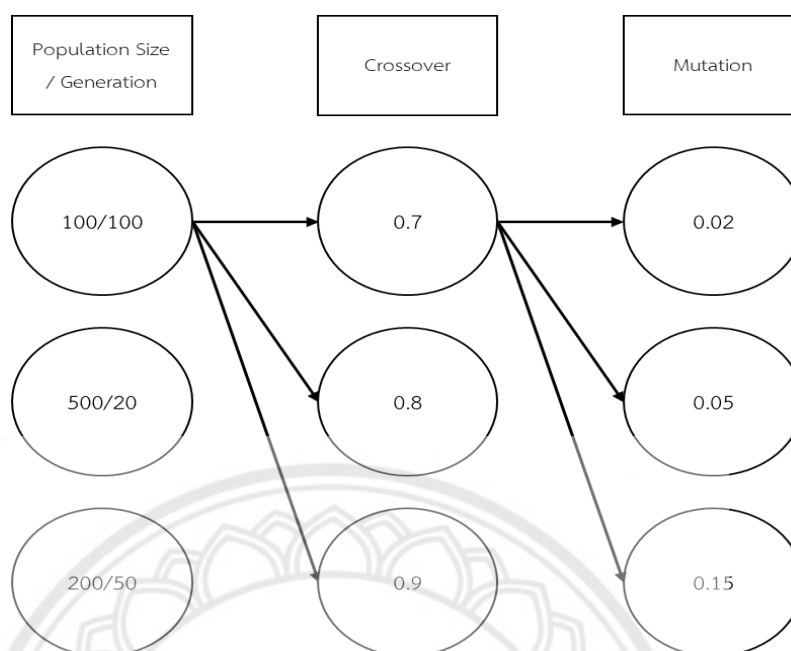 Population Size
/ Generation
Crossover
Mutation
100/100
0.7
0.02
500/20
0.8
0.05
200/50
0.9
0.15